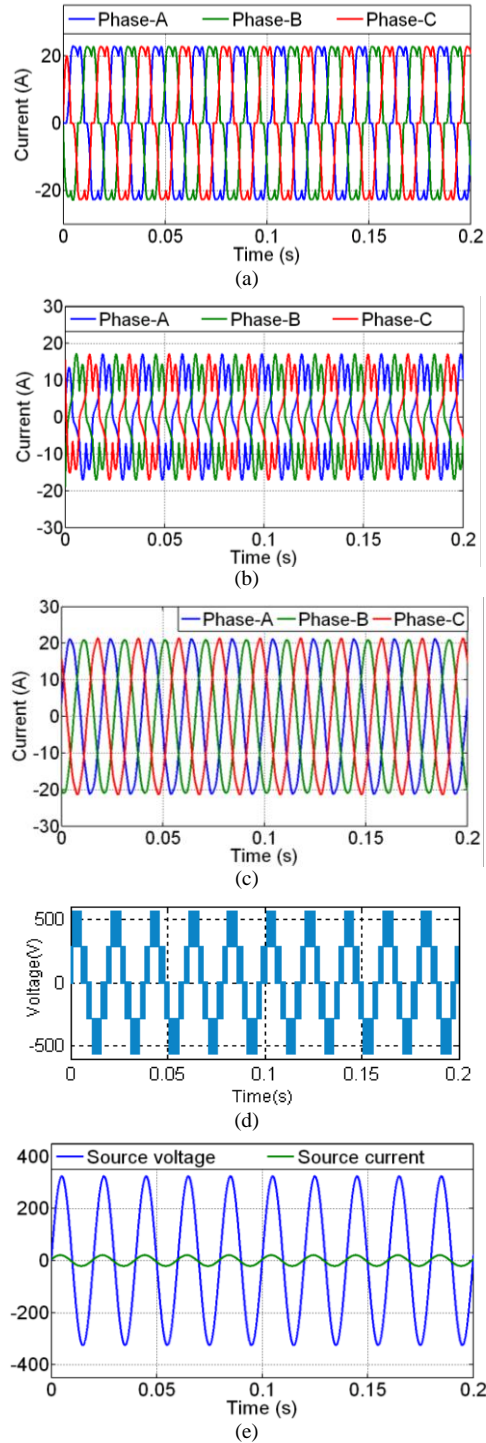 Phase-A Phase-B Phase-C
Current (A)
20
0
-20
0 0.05 0.1 0.15 0.2
Time (s)
(a)
30
Phase-A Phase-B Phase-C
20
10
0
-10
-20
-30
Current (A)
0 0.05 0.1 0.15 0.2
Time (s)
(b)
30
Phase-A Phase-B Phase-C
20
10
0
-10
-20
-30
Current (A)
0 0.05 0.1 0.15 0.2
Time (s)
(c)
500
0
-500
Voltage(V)
0 0.05 0.1 0.15 0.2
Time(s)
(d)
400
Source voltage Source current
200
0
-200
-400
0 0.05 0.1 0.15 0.2
Time (s)
(e)